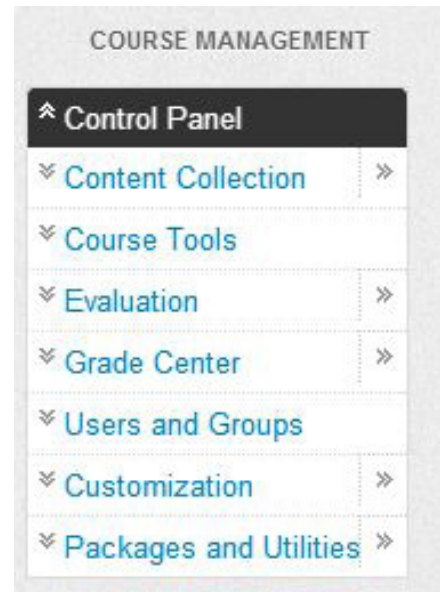 COURSE MANAGEMENT
Control Panel
Content Collection
Course Tools
Evaluation
Grade Center
Users and Groups
Customization
Packages and Utilities